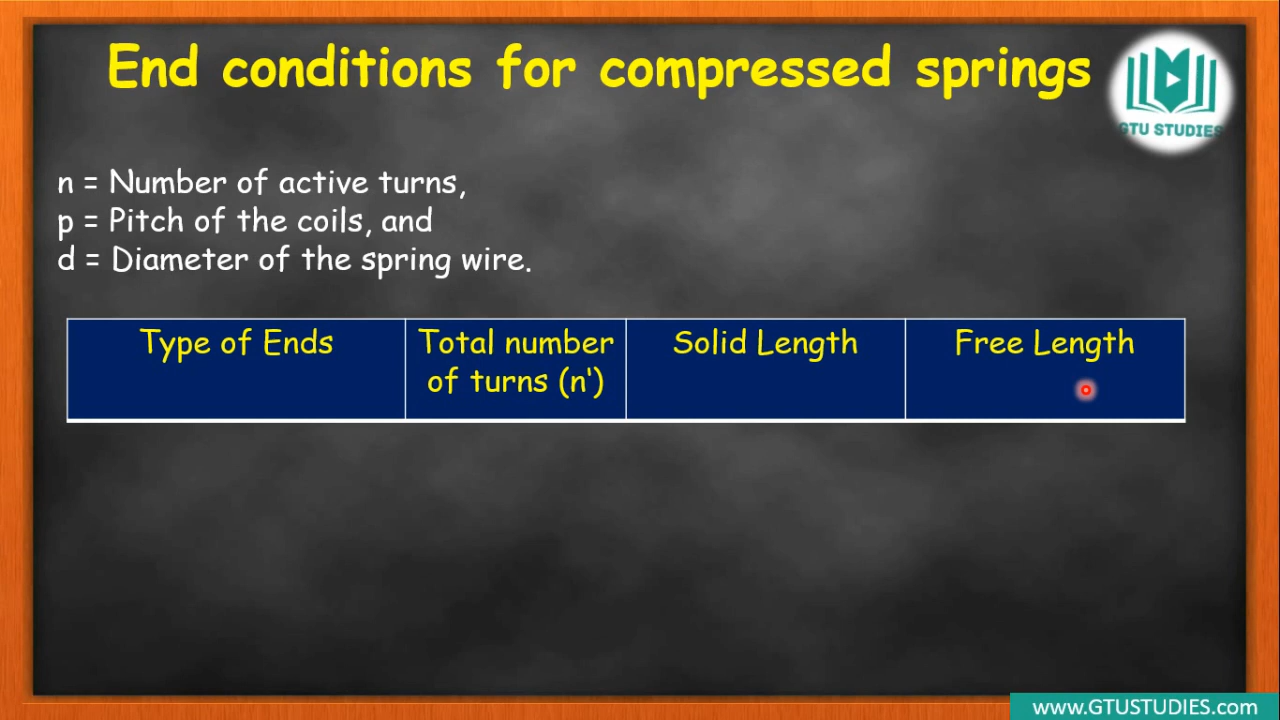 End conditions for compressed springs
GTU STUDIES
n = Number of active turns,
p = Pitch of the coils, and
d = Diameter of the spring wire.
Type of Ends
Total number
of turns (n')
Solid Length
Free Length
www.GTUSTUDIES.com